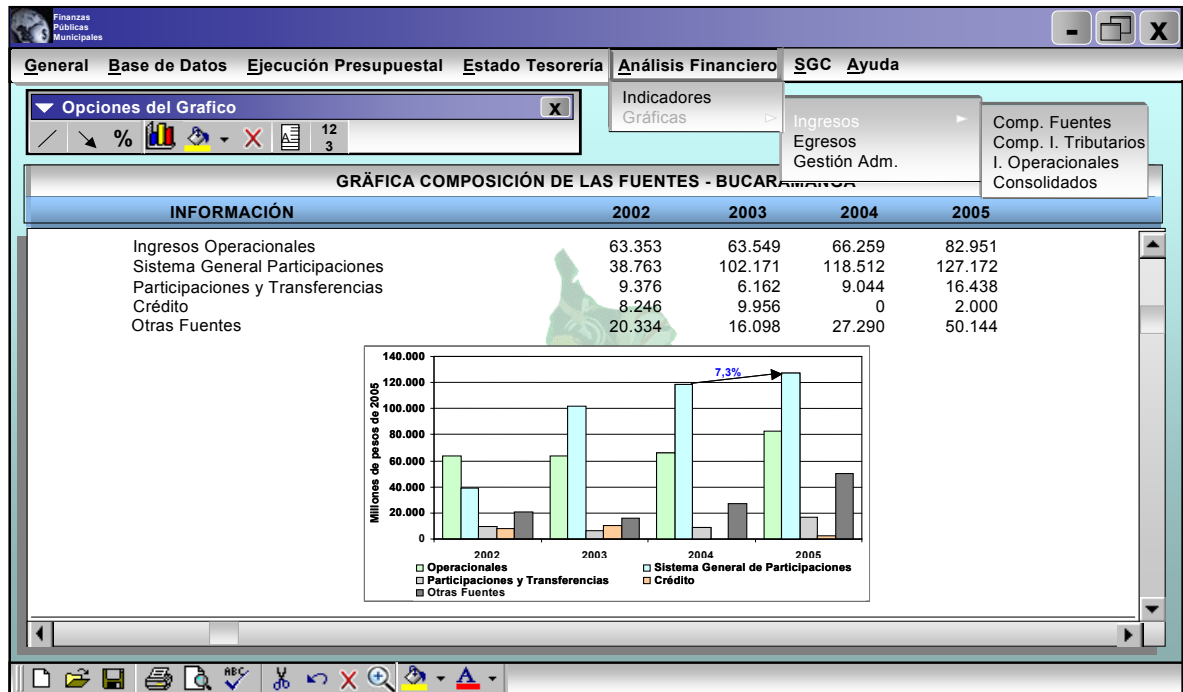 Finanzas
Públicas
Municipales
- X
General Base de Datos Ejecución Presupuestal Estado Tesorería Análisis Financiero SGC Ayuda
Indicadores
Gráficas
Ingresos
Egresos
Gestión Adm.
Comp. Fuentes
Comp. I. Tributarios
I. Operacionales
Consolidados
Opciones del Grafico X
% 12
3
GRÄFICA COMPOSICIÓN DE LAS FUENTES - BUCARAMANGA
INFORMACIÓN 2002 2003 2004 2005
Ingresos Operacionales 63.353 63.549 66.259 82.951
Sistema General Participaciones 38.763 102.171 118.512 127.172
Participaciones y Transferencias 9.376 6.162 9.044 16.438
Crédito 8.246 9.956 0 2.000
Otras Fuentes 20.334 16.098 27.290 50.144
Millones de pesos de 2005
140.000
120.000
100.000
80.000
60.000
40.000
20.000
0
7,3%
2002 2003 2004 2005
Operacionales Sistema General de Participaciones
Participaciones y Transferencias Crédito
Otras Fuentes
ABC A